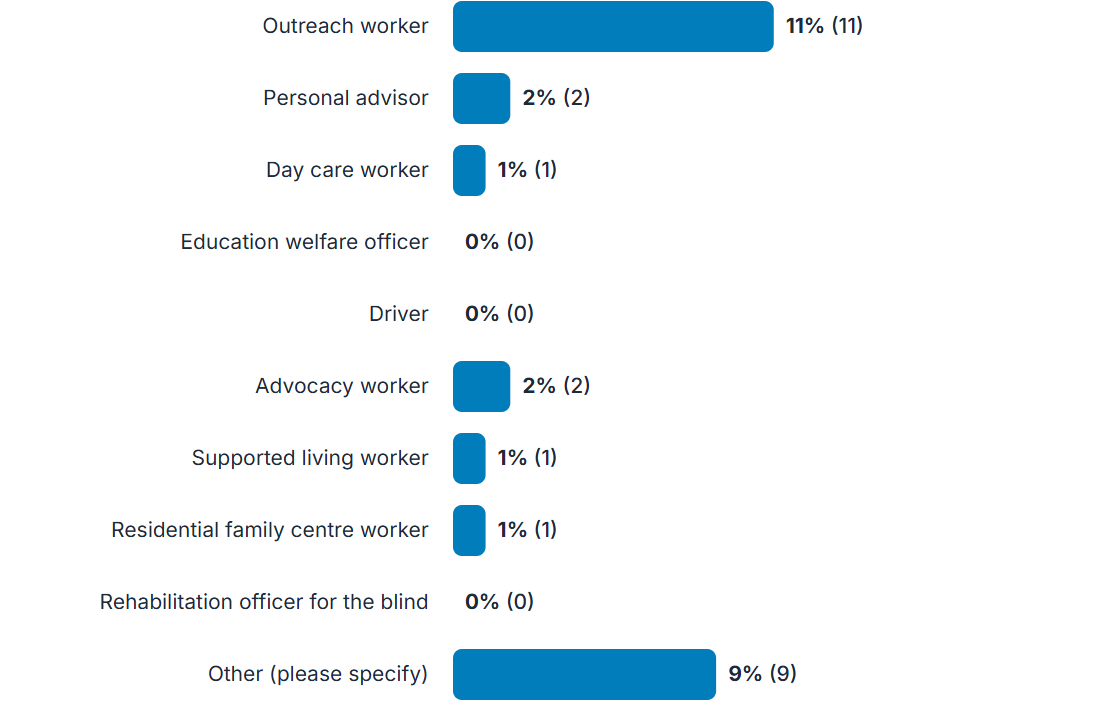 Outreach worker 11% (11)
Personal advisor 2% (2)
Day care worker 1% (1)
Education welfare officer 0% (0)
Driver 0% (0)
Advocacy worker 2% (2)
Supported living worker 1% (1)
Residential family centre worker 1% (1)
Rehabilitation officer for the blind 0% (0)
Other (please specify) 9% (9)